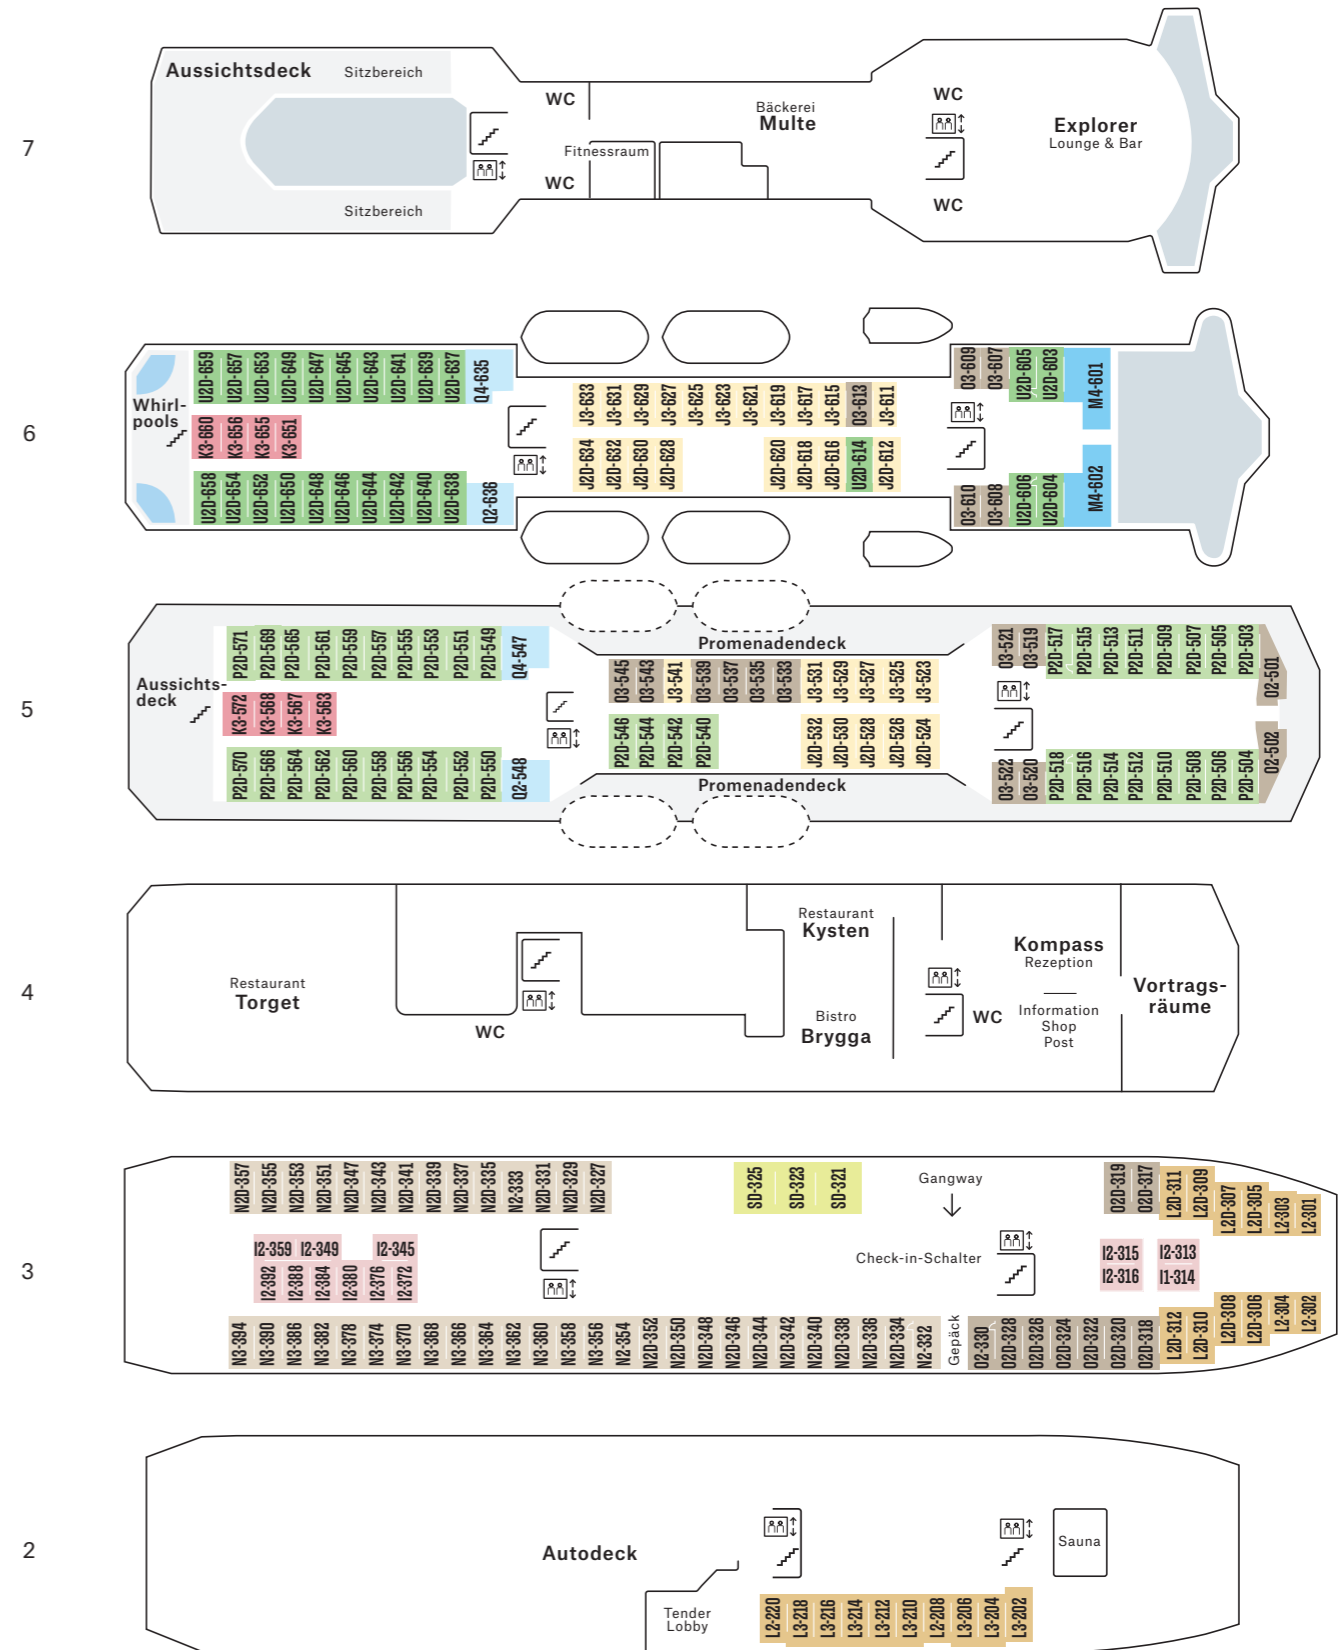 7
Aussichtsdeck
Sitzbereich
Sitzbereich
WC
WC
Fitnessraum
Bäckerei
Multe
WC
WC
Explorer
Lounge & Bar
6
Whirl-
pools
U2D-659
U2D-657
U2D-653
U2D-649
U2D-647
U2D-645
U2D-643
U2D-641
U2D-639
U2D-637
Q4-635
K3-660
K3-656
K3-655
K3-651
U2D-658
U2D-654
U2D-652
U2D-650
U2D-648
U2D-646
U2D-644
U2D-642
U2D-640
U2D-638
Q2-636
J3-633
J3-631
J3-629
J3-627
J3-625
J3-623
J3-621
J3-619
J3-617
J3-615
O3-613
J3-611
J2D-634
J2D-632
J2D-630
J2D-628
J2D-620
J2D-618
J2D-616
U2D-614
J2D-612
O3-609
O3-607
U2D-605
U2D-603
M4-601
O3-610
O3-608
U2D-606
U2D-604
M4-602
5
Aussichts-
deck
P2D-571
P2D-569
P2D-565
P2D-561
P2D-559
P2D-557
P2D-555
P2D-553
P2D-551
P2D-549
Q4-547
K3-572
K3-568
K3-567
K3-563
P2D-570
P2D-566
P2D-564
P2D-562
P2D-560
P2D-558
P2D-556
P2D-554
P2D-552
P2D-550
Q2-548
Promenadendeck
O3-545
O3-543
J3-541
O3-539
O3-537
O3-535
O3-533
J3-531
J3-529
J3-527
J3-525
J3-523
P2D-546
P2D-544
P2D-542
P2D-540
J2D-532
J2D-530
J2D-528
J2D-526
J2D-524
Promenadendeck
O3-521
O3-519
P2D-517
P2D-515
P2D-513
P2D-511
P2D-509
P2D-507
P2D-505
P2D-503
O2-501
O3-522
O3-520
P2D-518
P2D-516
P2D-514
P2D-512
P2D-510
P2D-508
P2D-506
P2D-504
O2-502
4
Restaurant
Torget
WC
Restaurant
Kysten
Bistro
Brygga
WC
Kompass
Rezeption
Information
Shop
Post
Vortrags-
räume
3
N2D-357
N2D-355
N2D-353
N2D-351
N2D-347
N2D-343
N2D-341
N2D-339
N2D-337
N2D-335
N2-333
N2D-331
N2D-329
N2D-327
SD-325
SD-323
SD-321
Gangway
Check-in-Schalter
O2D-319
O2D-317
L2D-311
L2D-309
L2D-307
L2D-305
L2-303
L2-301
I2-359
I2-349
I2-345
I2-392
I2-388
I2-384
I2-380
I2-376
I2-372
I2-315
I2-313
I2-316
I1-314
N3-394
N3-390
N3-386
N3-382
N3-378
N3-374
N3-370
N3-368
N3-366
N3-364
N3-362
N3-360
N3-358
N3-356
N2-354
N2D-352
N2D-350
N2D-348
N2D-346
N2D-344
N2D-342
N2D-340
N2D-338
N2D-336
N2D-334
N2-332
Gepäck
O2-330
O2D-328
O2D-326
O2D-324
O2D-322
O2D-320
O2D-318
L2D-312
L2D-310
L2D-308
L2D-306
L2-304
L2-302
2
Autodeck
Tender
Lobby
Sauna
L2-220
L3-218
L3-216
L3-214
L3-212
L3-210
L2-208
L3-206
L3-204
L3-202